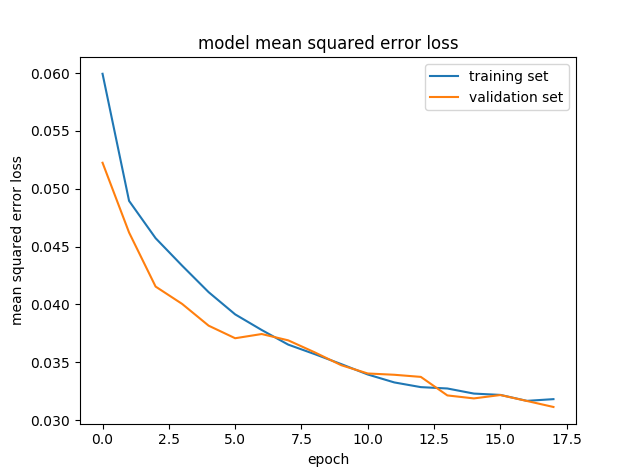 model mean squared error loss
training set
validation set
mean squared error loss
0.060
0.055
0.050
0.045
0.040
0.035
0.030
0.0 2.5 5.0 7.5 10.0 12.5 15.0 17.5
epoch